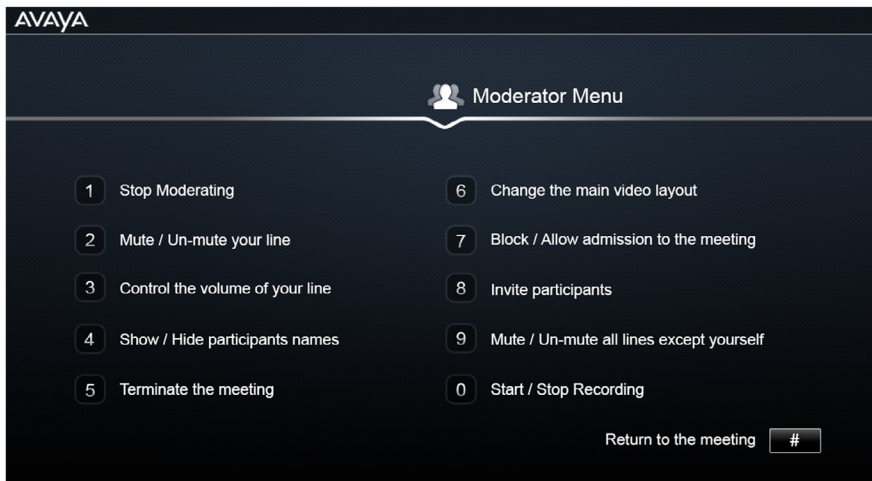 AVAYA
Moderator Menu
1 Stop Moderating
2 Mute / Un-mute your line
3 Control the volume of your line
4 Show / Hide participants names
5 Terminate the meeting
6 Change the main video layout
7 Block / Allow admission to the meeting
8 Invite participants
9 Mute / Un-mute all lines except yourself
0 Start / Stop Recording
Return to the meeting #